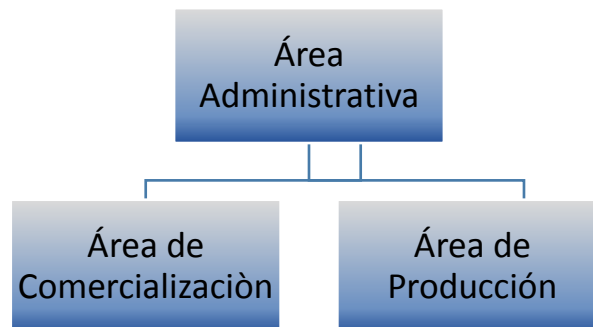 Área
Administrativa
Área de
Comercializaciòn
Área de
Producción